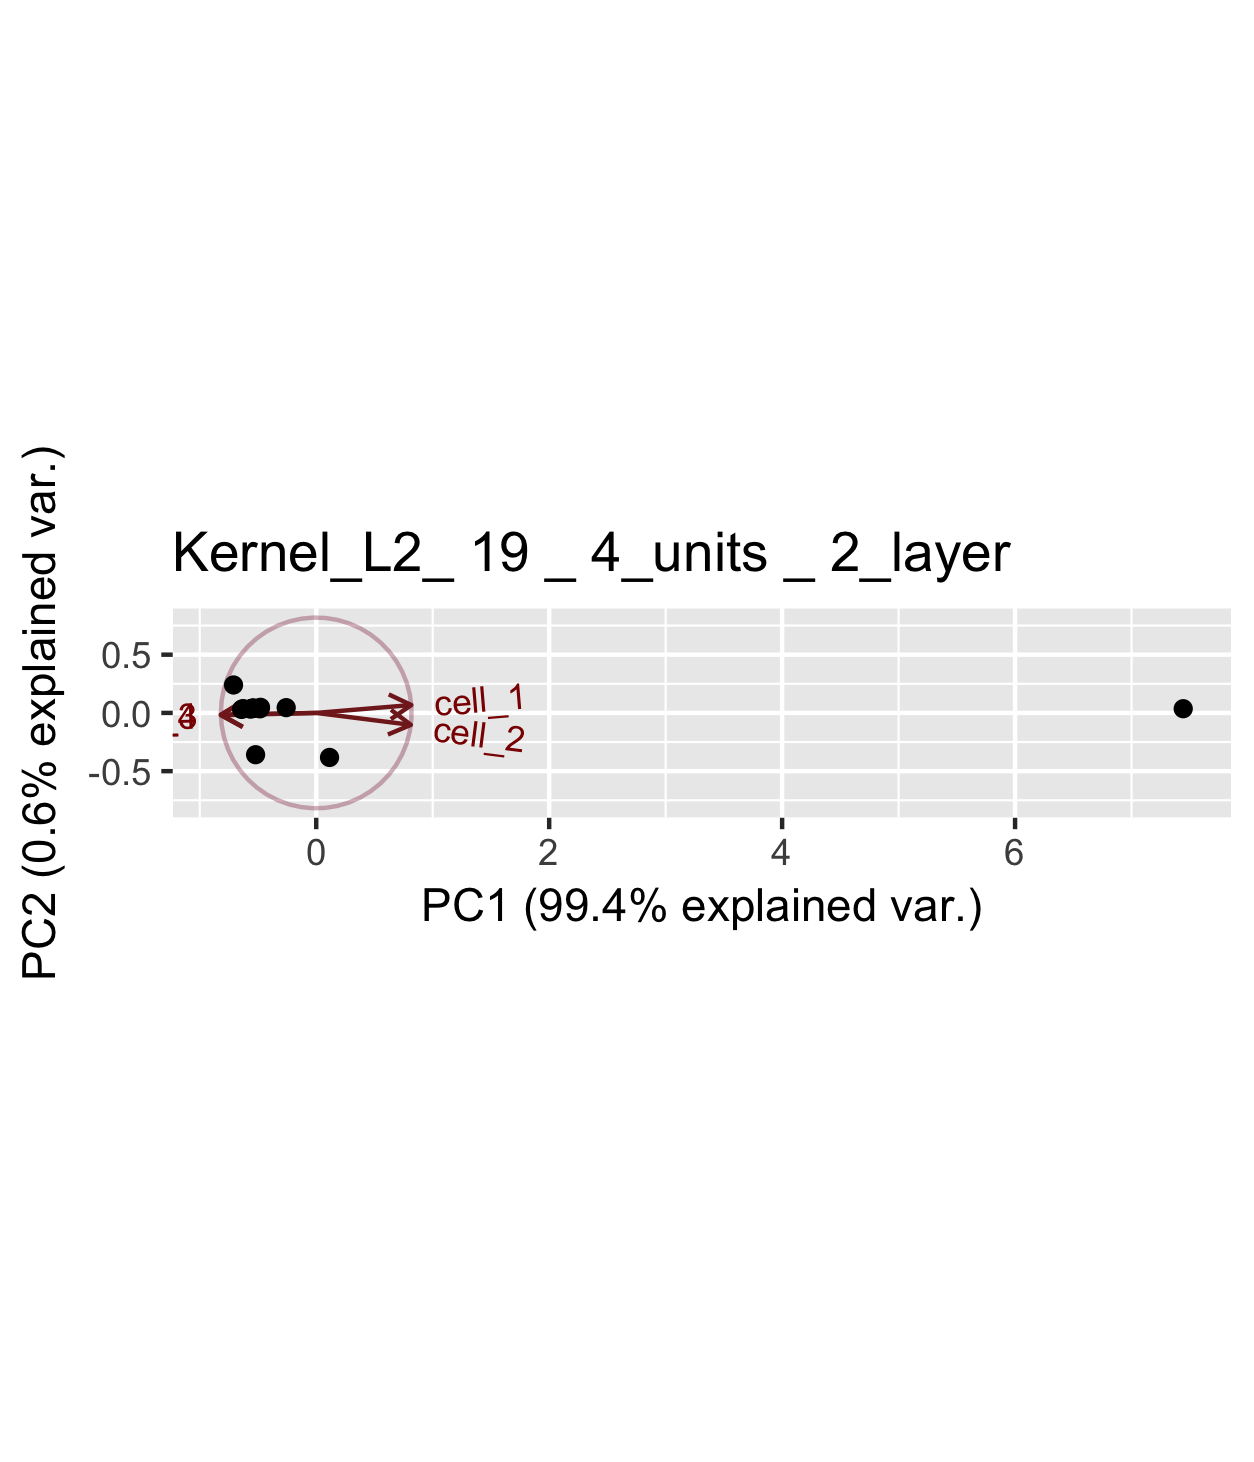 Kernel_L2_ 19 _ 4_units _ 2_layer
PC2 (0.6% explained var.)
0.5
0.0
-0.5
cell_1
cell_2
0 2 4 6
PC1 (99.4% explained var.)